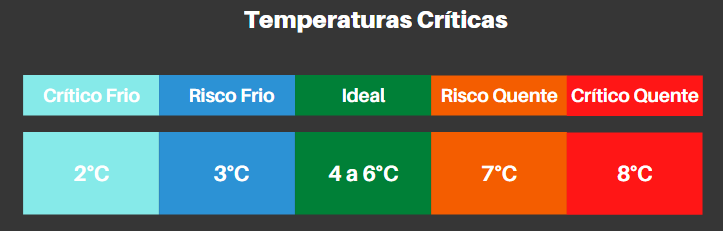 Temperaturas Críticas
Crítico Frio Risco Frio Ideal Risco Quente Crítico Quente
2°C 3°C 4 a 6°C 7°C 8°C